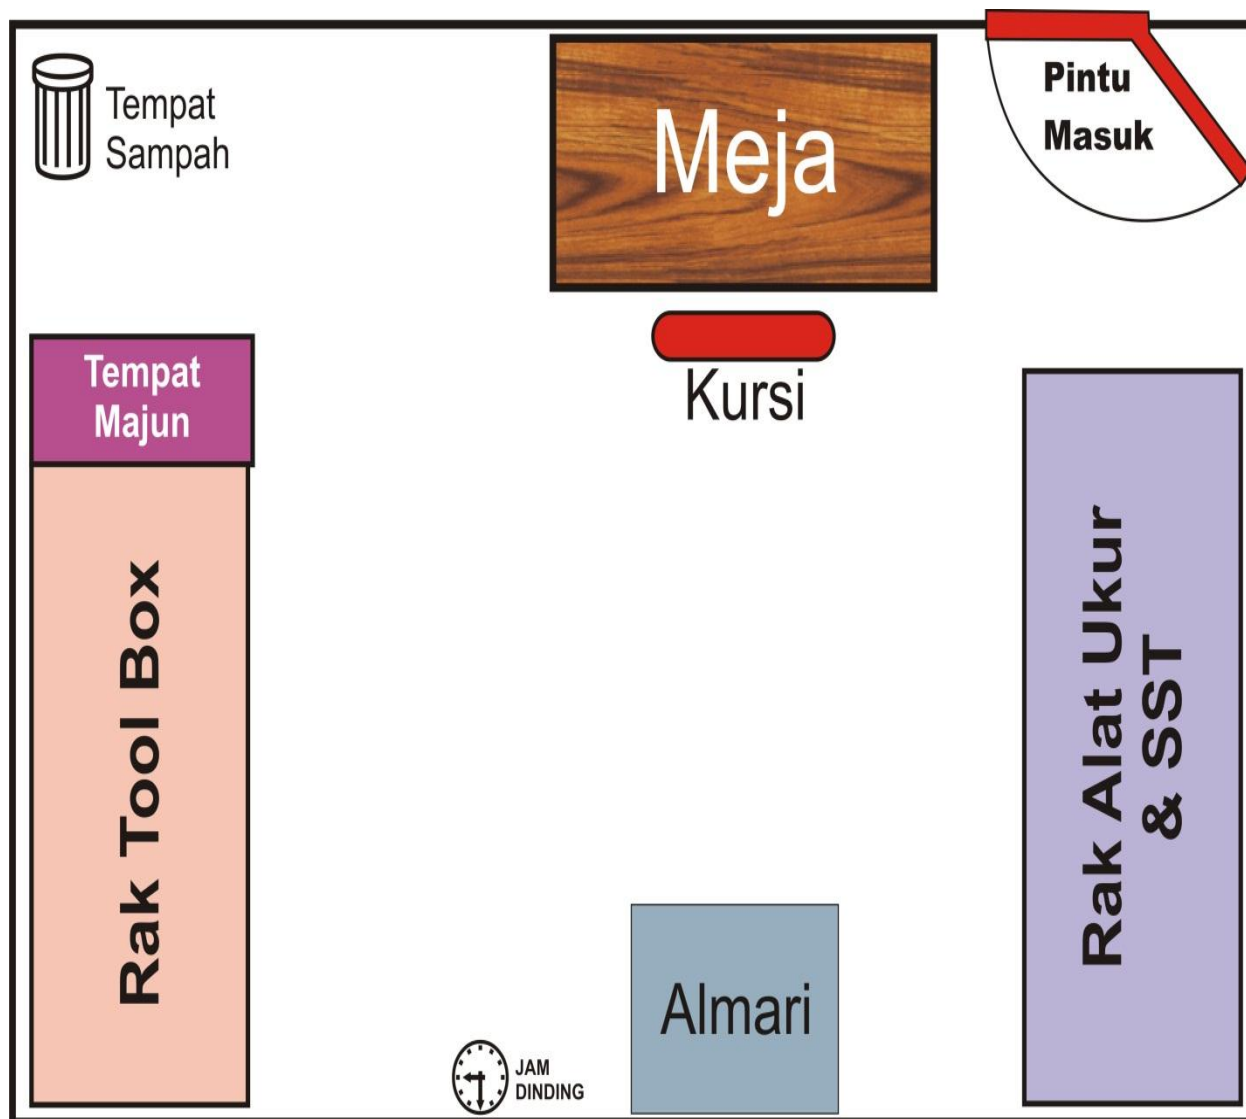 Tempat
Sampah
Meja
Pintu
Masuk
Kursi
Tempat
Majun
Rak Tool Box
Rak Alat Ukur
& SST
Almari
JAM
DINDING